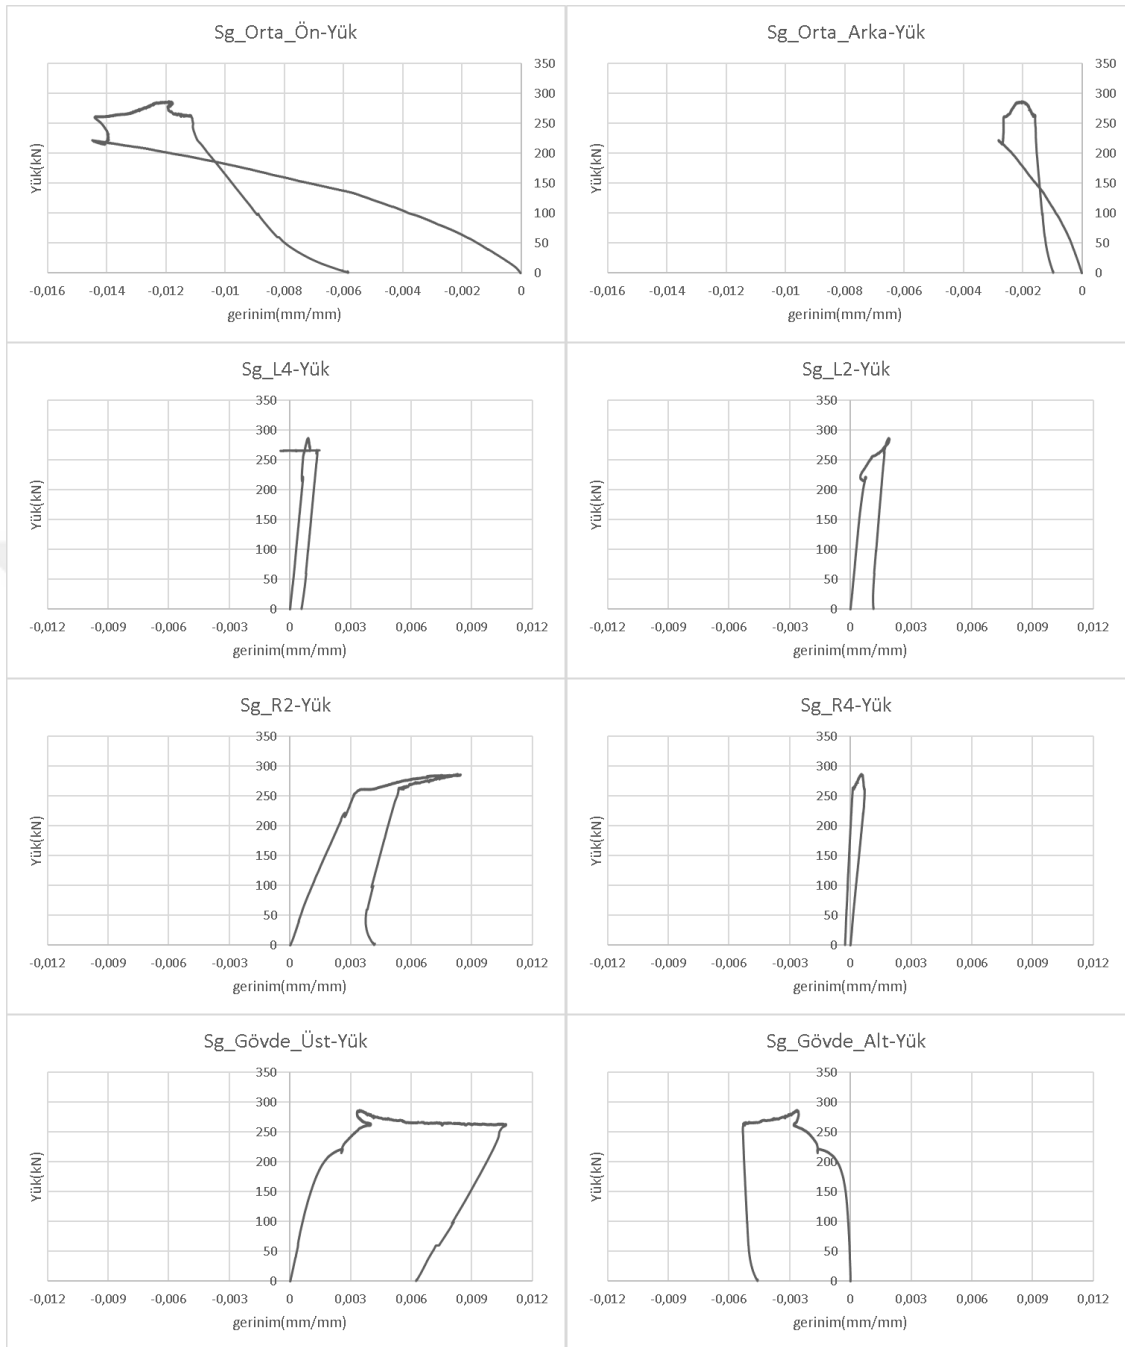 Sg_Orta_Ön-Yük
350
300
250
200
150
100
50
0
Yük(kN)
-0,016 -0,014 -0,012 -0,01 -0,008 -0,006 -0,004 -0,002 0
gerinim(mm/mm)
Sg_Orta_Arka-Yük
350
300
250
200
150
100
50
0
Yük(kN)
-0,016 -0,014 -0,012 -0,01 -0,008 -0,006 -0,004 -0,002 0
gerinim(mm/mm)
Sg_L4-Yük
350
300
250
200
150
100
50
0
Yük(kN)
-0,012 -0,009 -0,006 -0,003 0 0,003 0,006 0,009 0,012
gerinim(mm/mm)
Sg_L2-Yük
350
300
250
200
150
100
50
0
Yük(kN)
-0,012 -0,009 -0,006 -0,003 0 0,003 0,006 0,009 0,012
gerinim(mm/mm)
Sg_R2-Yük
350
300
250
200
150
100
50
0
Yük(kN)
-0,012 -0,009 -0,006 -0,003 0 0,003 0,006 0,009 0,012
gerinim(mm/mm)
Sg_R4-Yük
350
300
250
200
150
100
50
0
Yük(kN)
-0,012 -0,009 -0,006 -0,003 0 0,003 0,006 0,009 0,012
gerinim(mm/mm)
Sg_Gövde_Üst-Yük
350
300
250
200
150
100
50
0
Yük(kN)
-0,012 -0,009 -0,006 -0,003 0 0,003 0,006 0,009 0,012
gerinim(mm/mm)
Sg_Gövde_Alt-Yük
350
300
250
200
150
100
50
0
Yük(kN)
-0,012 -0,009 -0,006 -0,003 0 0,003 0,006 0,009 0,012
gerinim(mm/mm)